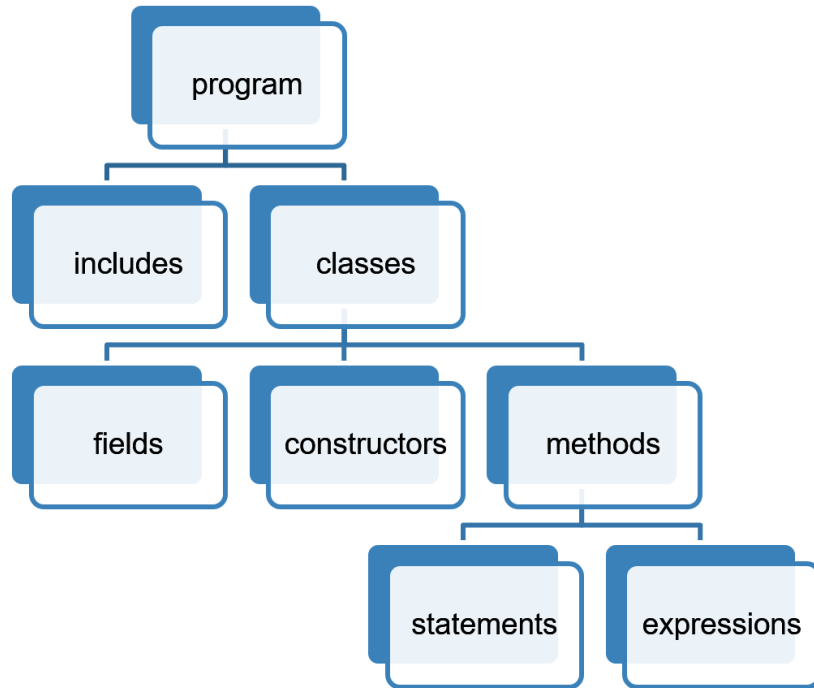 program
includes
classes
fields
constructors
methods
statements
expressions